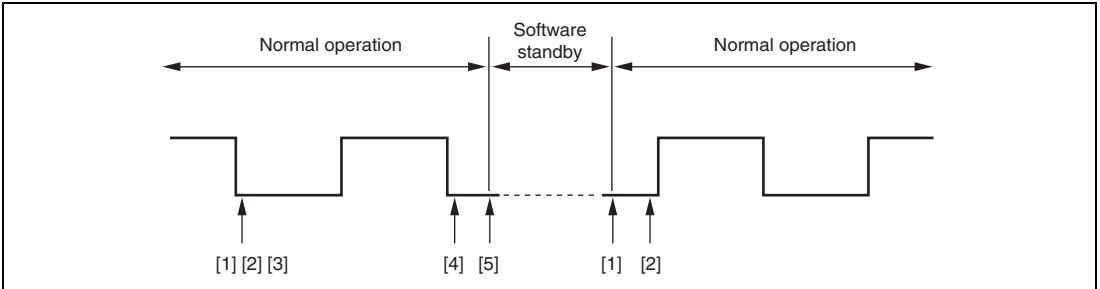 Software
standby
Normal operation
Normal operation
[1] [2] [3]
[4]
[5]
[1]
[2]